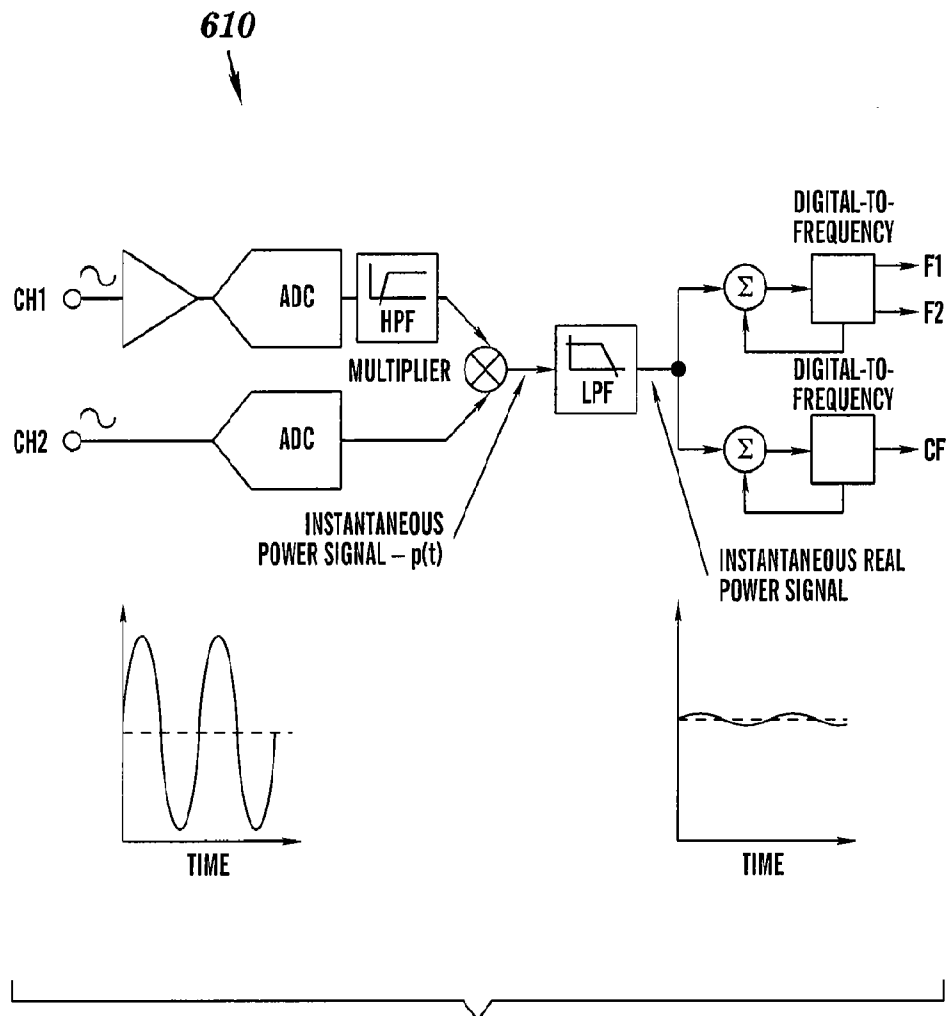 610
DIGITAL-TO-
FREQUENCY
F1
F2
CH1
ADC
HPF
MULTIPLIER
LPF
Σ
DIGITAL-TO-
FREQUENCY
CH2
ADC
Σ
CF
INSTANTANEOUS
POWER SIGNAL – p(t)
INSTANTANEOUS REAL
POWER SIGNAL
TIME
TIME